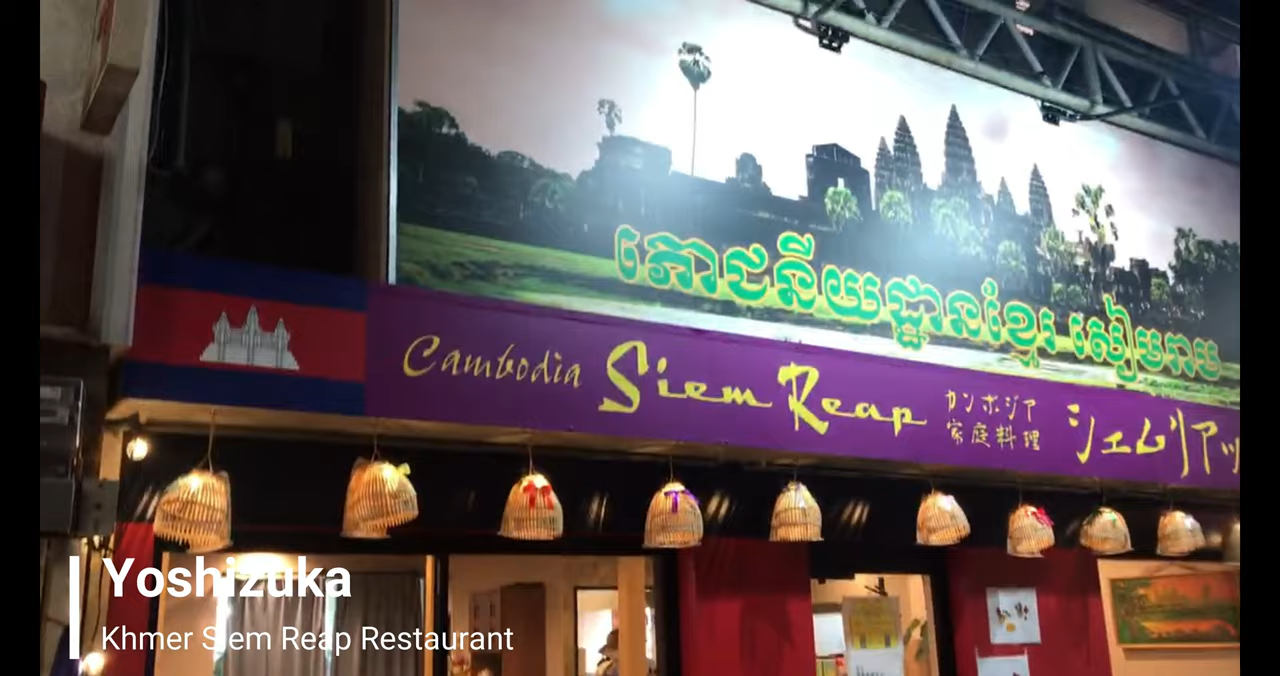 ភោជនីយដ្ឋានខ្មែរ សៀមរាប
Cambodia Siem Reap
カンボジア
家庭料理
シェムリアッ
Yoshizuka
Khmer Siem Reap Restaurant